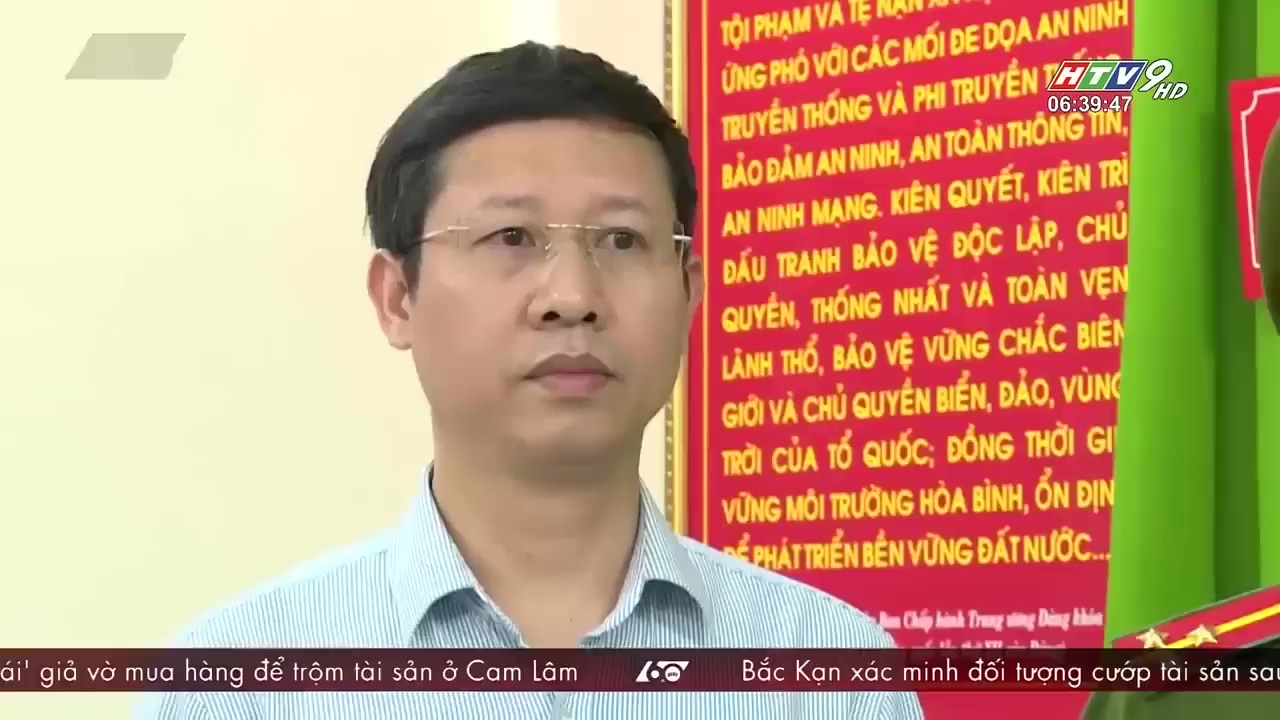 TỘI PHẠM VÀ TỆ NẠN
ỨNG PHÓ VỚI CÁC MỐI ĐE DỌA AN NINH
TRUYỀN THỐNG VÀ PHI TRUYỀN THỐNG,
BẢO ĐẢM AN NINH, AN TOÀN THÔNG TIN,
AN NINH MẠNG. KIÊN QUYẾT, KIÊN TRÌ
ĐẤU TRANH BẢO VỆ ĐỘC LẬP, CHỦ
QUYỀN, THỐNG NHẤT VÀ TOÀN VẸN
LÃNH THỔ, BẢO VỆ VỮNG CHẮC BIÊN
GIỚI VÀ CHỦ QUYỀN BIỂN, ĐẢO, VÙNG
TRỜI CỦA TỔ QUỐC; ĐỒNG THỜI GI
VỮNG MÔI TRƯỜNG HÒA BÌNH, ỔN ĐỊN
ĐỂ PHÁT TRIỂN BỀN VỮNG ĐẤT NƯỚC...
Ban Chấp hành Trung ương Đảng khóa
HTV9 HD
06:39:47
ái' giả vờ mua hàng để trộm tài sản ở Cam Lâm 60 giây Bắc Kạn xác minh đối tượng cướp tài sản sau